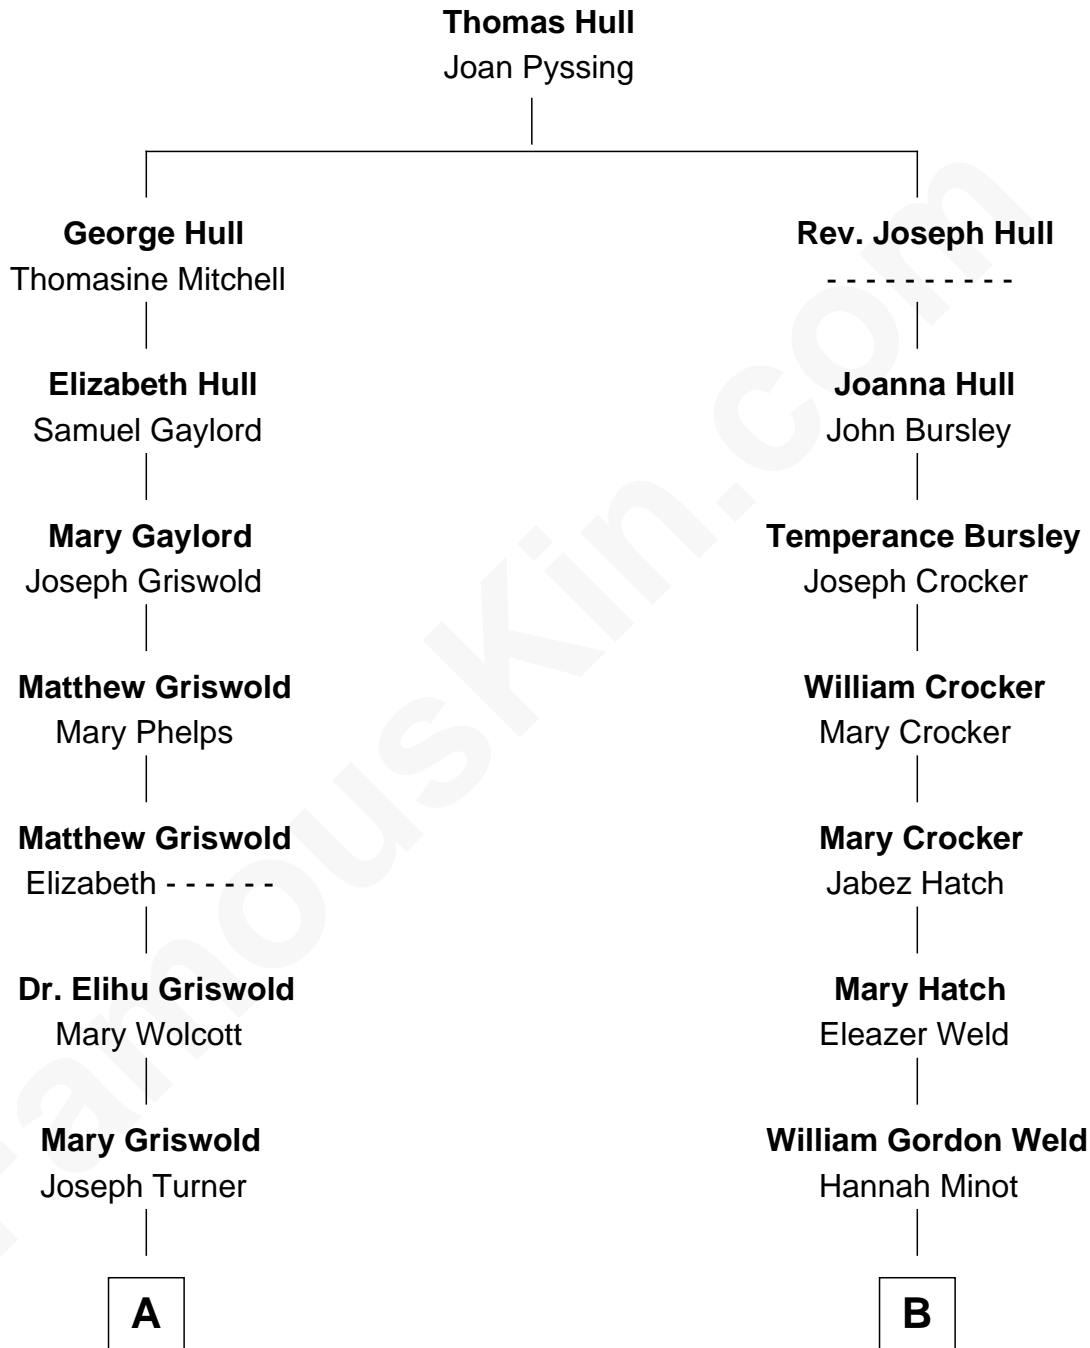 Thomas Hull
Joan Pyssing
George Hull
Thomasine Mitchell
Rev. Joseph Hull
- - - - - - - - - -
Elizabeth Hull
Samuel Gaylord
Joanna Hull
John Bursley
Mary Gaylord
Joseph Griswold
Temperance Bursley
Joseph Crocker
Matthew Griswold
Mary Phelps
William Crocker
Mary Crocker
Matthew Griswold
Elizabeth - - - - - -
Mary Crocker
Jabez Hatch
Dr. Elihu Griswold
Mary Wolcott
Mary Hatch
Eleazer Weld
Mary Griswold
Joseph Turner
William Gordon Weld
Hannah Minot
A
B
FamousKin.com